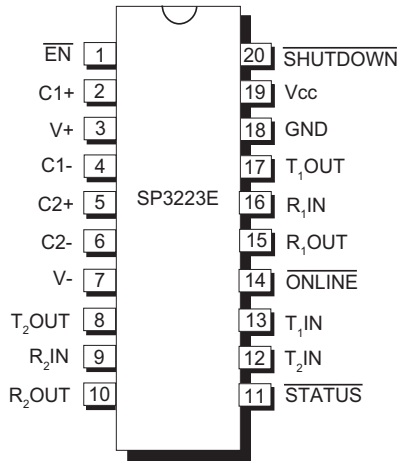 EN 1 20 SHUTDOWN
C1+ 2 19 Vcc
V+ 3 18 GND
C1- 4 17 T₁OUT
C2+ 5 SP3223E 16 R₁IN
C2- 6 15 R₁OUT
V- 7 14 ONLINE
T₂OUT 8 13 T₁IN
R₂IN 9 12 T₂IN
R₂OUT 10 11 STATUS